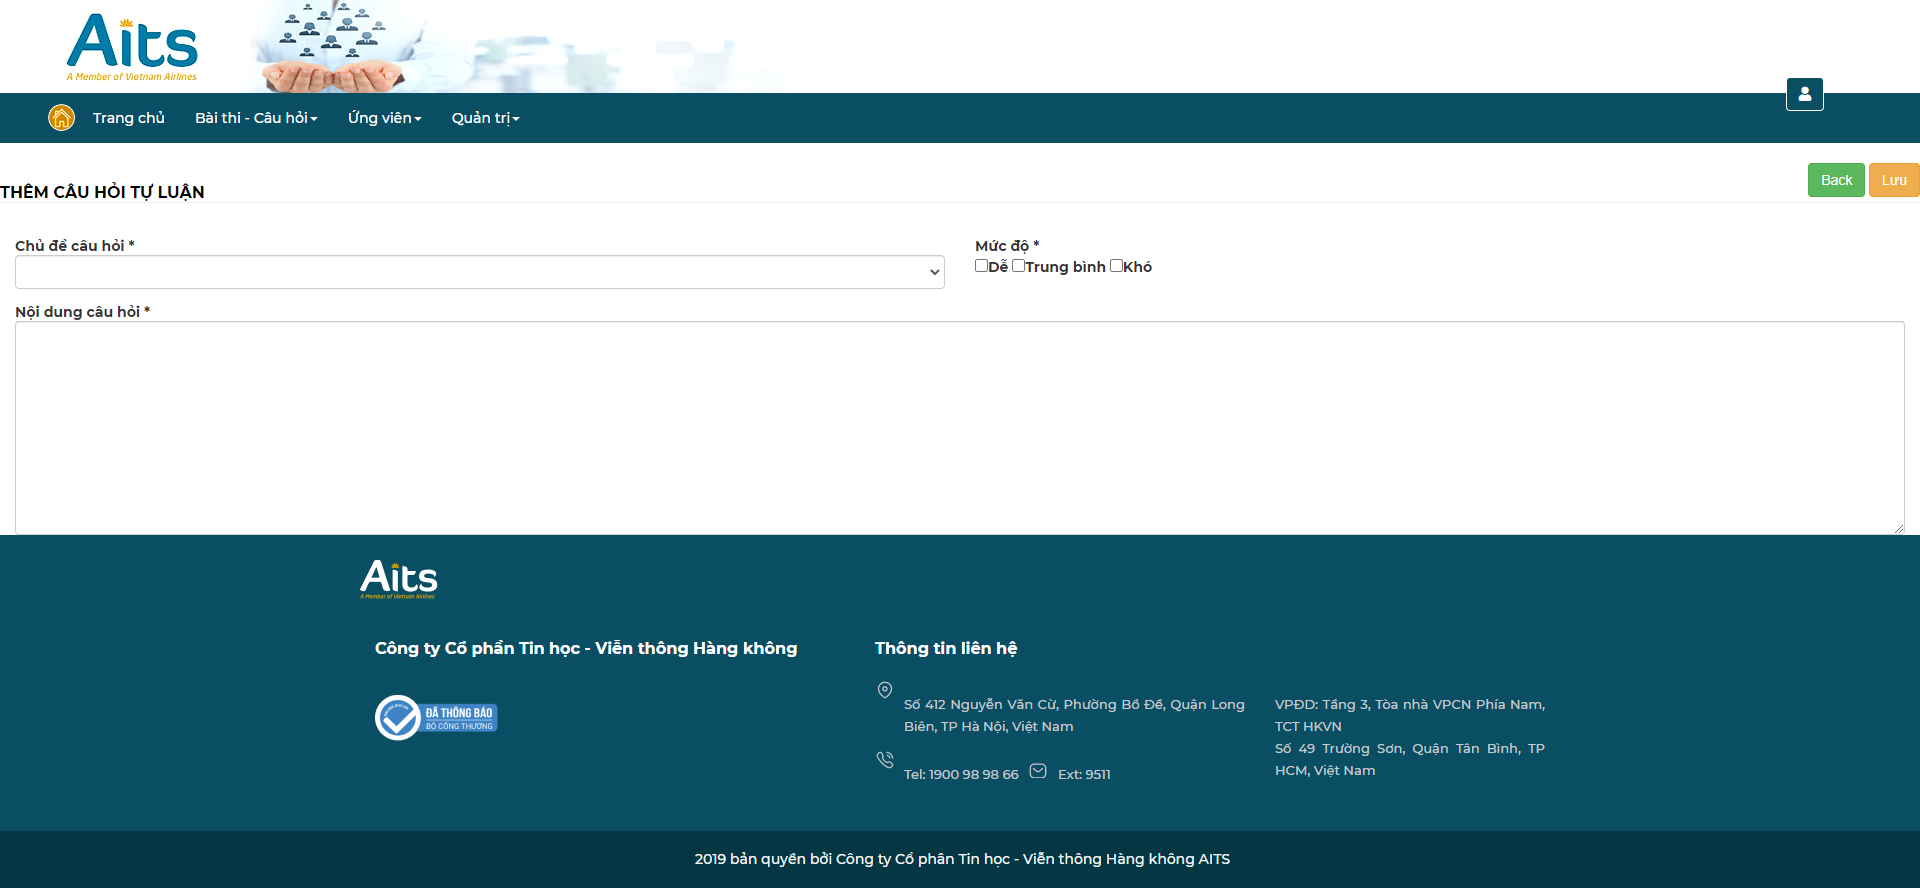 Aits
A Member of Vietnam Airlines
Trang chủ
Bài thi - Câu hỏi
Ứng viên
Quản trị
Back
Lưu
THÊM CÂU HỎI TỰ LUẬN
Chủ đề câu hỏi *
Mức độ *
Dễ Trung bình Khó
Nội dung câu hỏi *
Aits
A Member of Vietnam Airlines
Công ty Cổ phần Tin học - Viễn thông Hàng không
ĐÃ THÔNG BÁO
BỘ CÔNG THƯƠNG
Thông tin liên hệ
Số 412 Nguyễn Văn Cừ, Phường Bồ Đề, Quận Long
Biên, TP Hà Nội, Việt Nam
Tel: 1900 98 98 66
Ext: 9511
VPĐD: Tầng 3, Tòa nhà VPCN Phía Nam,
TCT HKVN
Số 49 Trường Sơn, Quận Tân Bình, TP
HCM, Việt Nam
2019 bản quyền bởi Công ty Cổ phần Tin học - Viễn thông Hàng không AITS